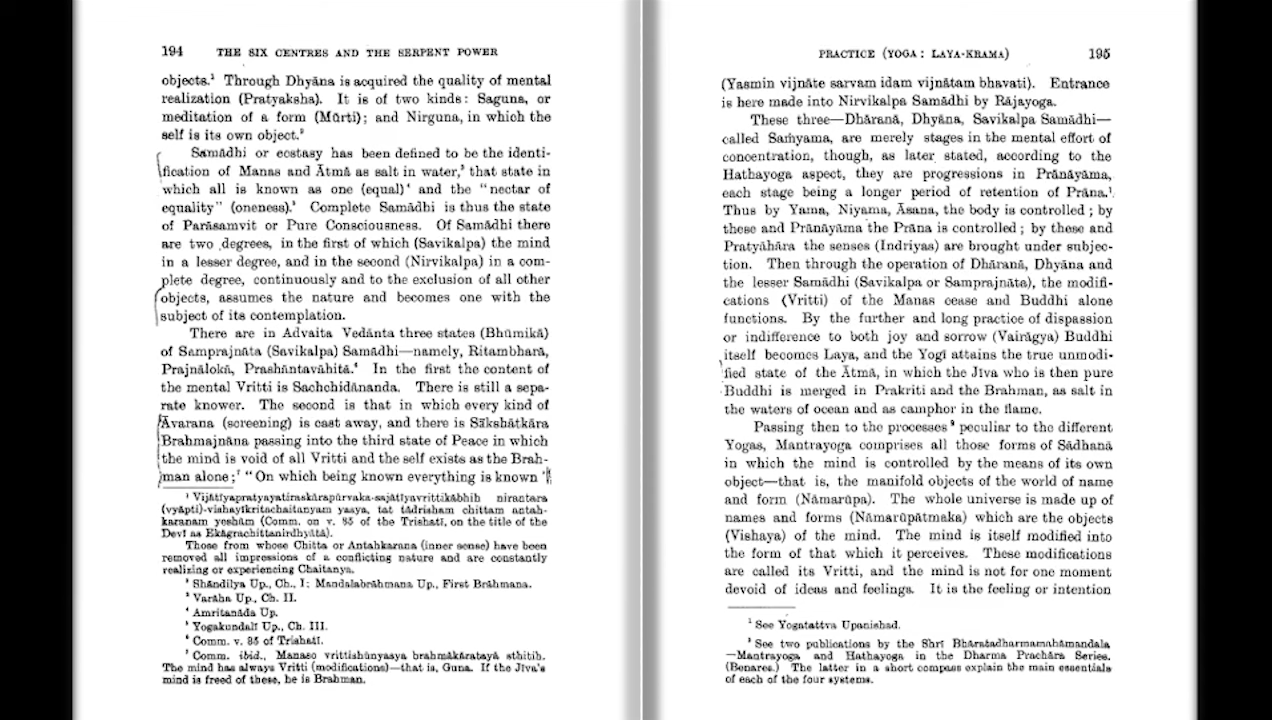 194 THE SIX CENTRES AND THE SERPENT POWER
objects.¹ Through Dhyāna is acquired the quality of mental
realization (Pratyaksha). It is of two kinds: Saguna, or
meditation of a form (Mūrti); and Nirguna, in which the
self is its own object.²
Samādhi or ecstasy has been defined to be the identi-
fication of Manas and Ātmā as salt in water,³ that state in
which all is known as one (equal)⁴ and the “nectar of
equality” (oneness).⁵ Complete Samādhi is thus the state
of Parāsamvit or Pure Consciousness. Of Samādhi there
are two degrees, in the first of which (Savikalpa) the mind
in a lesser degree, and in the second (Nirvikalpa) in a com-
plete degree, continuously and to the exclusion of all other
objects, assumes the nature and becomes one with the
subject of its contemplation.
There are in Advaita Vedānta three states (Bhūmikā)
of Samprajnāta (Savikalpa) Samādhi—namely, Ritambharā,
Prajnālokā, Prashāntavāhitā.⁶ In the first the content of
the mental Vritti is Sachchidānanda. There is still a sepa-
rate knower. The second is that in which every kind of
Āvarana (screening) is cast away, and there is Sākshātkāra
Brahmajnāna passing into the third state of Peace in which
the mind is void of all Vritti and the self exists as the Brah-
man alone;⁷ “On which being known everything is known”
¹ Vijātīyapratyayatiraskārapūrvaka-sajātīyavrittikābhih nirantara
(vyāpti)-vishayīkritachaitanyam yasya, tat tādrisham chittam antah-
karanam yeshām (Comm. on v. 35 of the Trishatī, on the title of the
Devī as Ekāgrachittanirdhyātā).
Those from whose Chitta or Antahkarana (inner sense) have been
removed all impressions of a conflicting nature and are constantly
realizing or experiencing Chaitanya.
² Shāndilya Up., Ch., I; Mandalabrāhmana Up., First Brāhmana.
³ Varāha Up., Ch. II.
⁴ Amritanāda Up.
⁵ Yogakundalī Up., Ch. III.
⁶ Comm. v. 35 of Trishatī.
⁷ Comm. ibid., Manaso vrittishūnyasya brahmākāratayā sthitih.
The mind has always Vritti (modifications)—that is, Guna. If the Jīva's
mind is freed of these, he is Brahman.
PRACTICE (YOGA: LAYA-KRAMA) 195
(Yasmin vijnāte sarvam idam vijnātam bhavati). Entrance
is here made into Nirvikalpa Samādhi by Rājayoga.
These three—Dhāranā, Dhyāna, Savikalpa Samādhi—
called Saṁyama, are merely stages in the mental effort of
concentration, though, as later stated, according to the
Hathayoga aspect, they are progressions in Prānāyāma,
each stage being a longer period of retention of Prāna.¹
Thus by Yama, Niyama, Āsana, the body is controlled; by
these and Prānāyāma the Prāna is controlled; by these and
Pratyāhāra the senses (Indriyas) are brought under subjec-
tion. Then through the operation of Dhāranā, Dhyāna and
the lesser Samādhi (Savikalpa or Samprajnāta), the modifi-
cations (Vritti) of the Manas cease and Buddhi alone
functions. By the further and long practice of dispassion
or indifference to both joy and sorrow (Vairāgya) Buddhi
itself becomes Laya, and the Yogī attains the true unmodi-
fied state of the Ātmā, in which the Jīva who is then pure
Buddhi is merged in Prakriti and the Brahman, as salt in
the waters of ocean and as camphor in the flame.
Passing then to the processes² peculiar to the different
Yogas, Mantrayoga comprises all those forms of Sādhanā
in which the mind is controlled by the means of its own
object—that is, the manifold objects of the world of name
and form (Nāmarūpa). The whole universe is made up of
names and forms (Nāmarūpātmaka) which are the objects
(Vishaya) of the mind. The mind is itself modified into
the form of that which it perceives. These modifications
are called its Vritti, and the mind is not for one moment
devoid of ideas and feelings. It is the feeling or intention
¹ See Yogatattva Upanishad.
² See two publications by the Shrī Bhāratadharmamahāmandala
—Mantrayoga and Hathayoga in the Dharma Prachāra Series.
(Benares.) The latter in a short compass explain the main essentials
of each of the four systems.